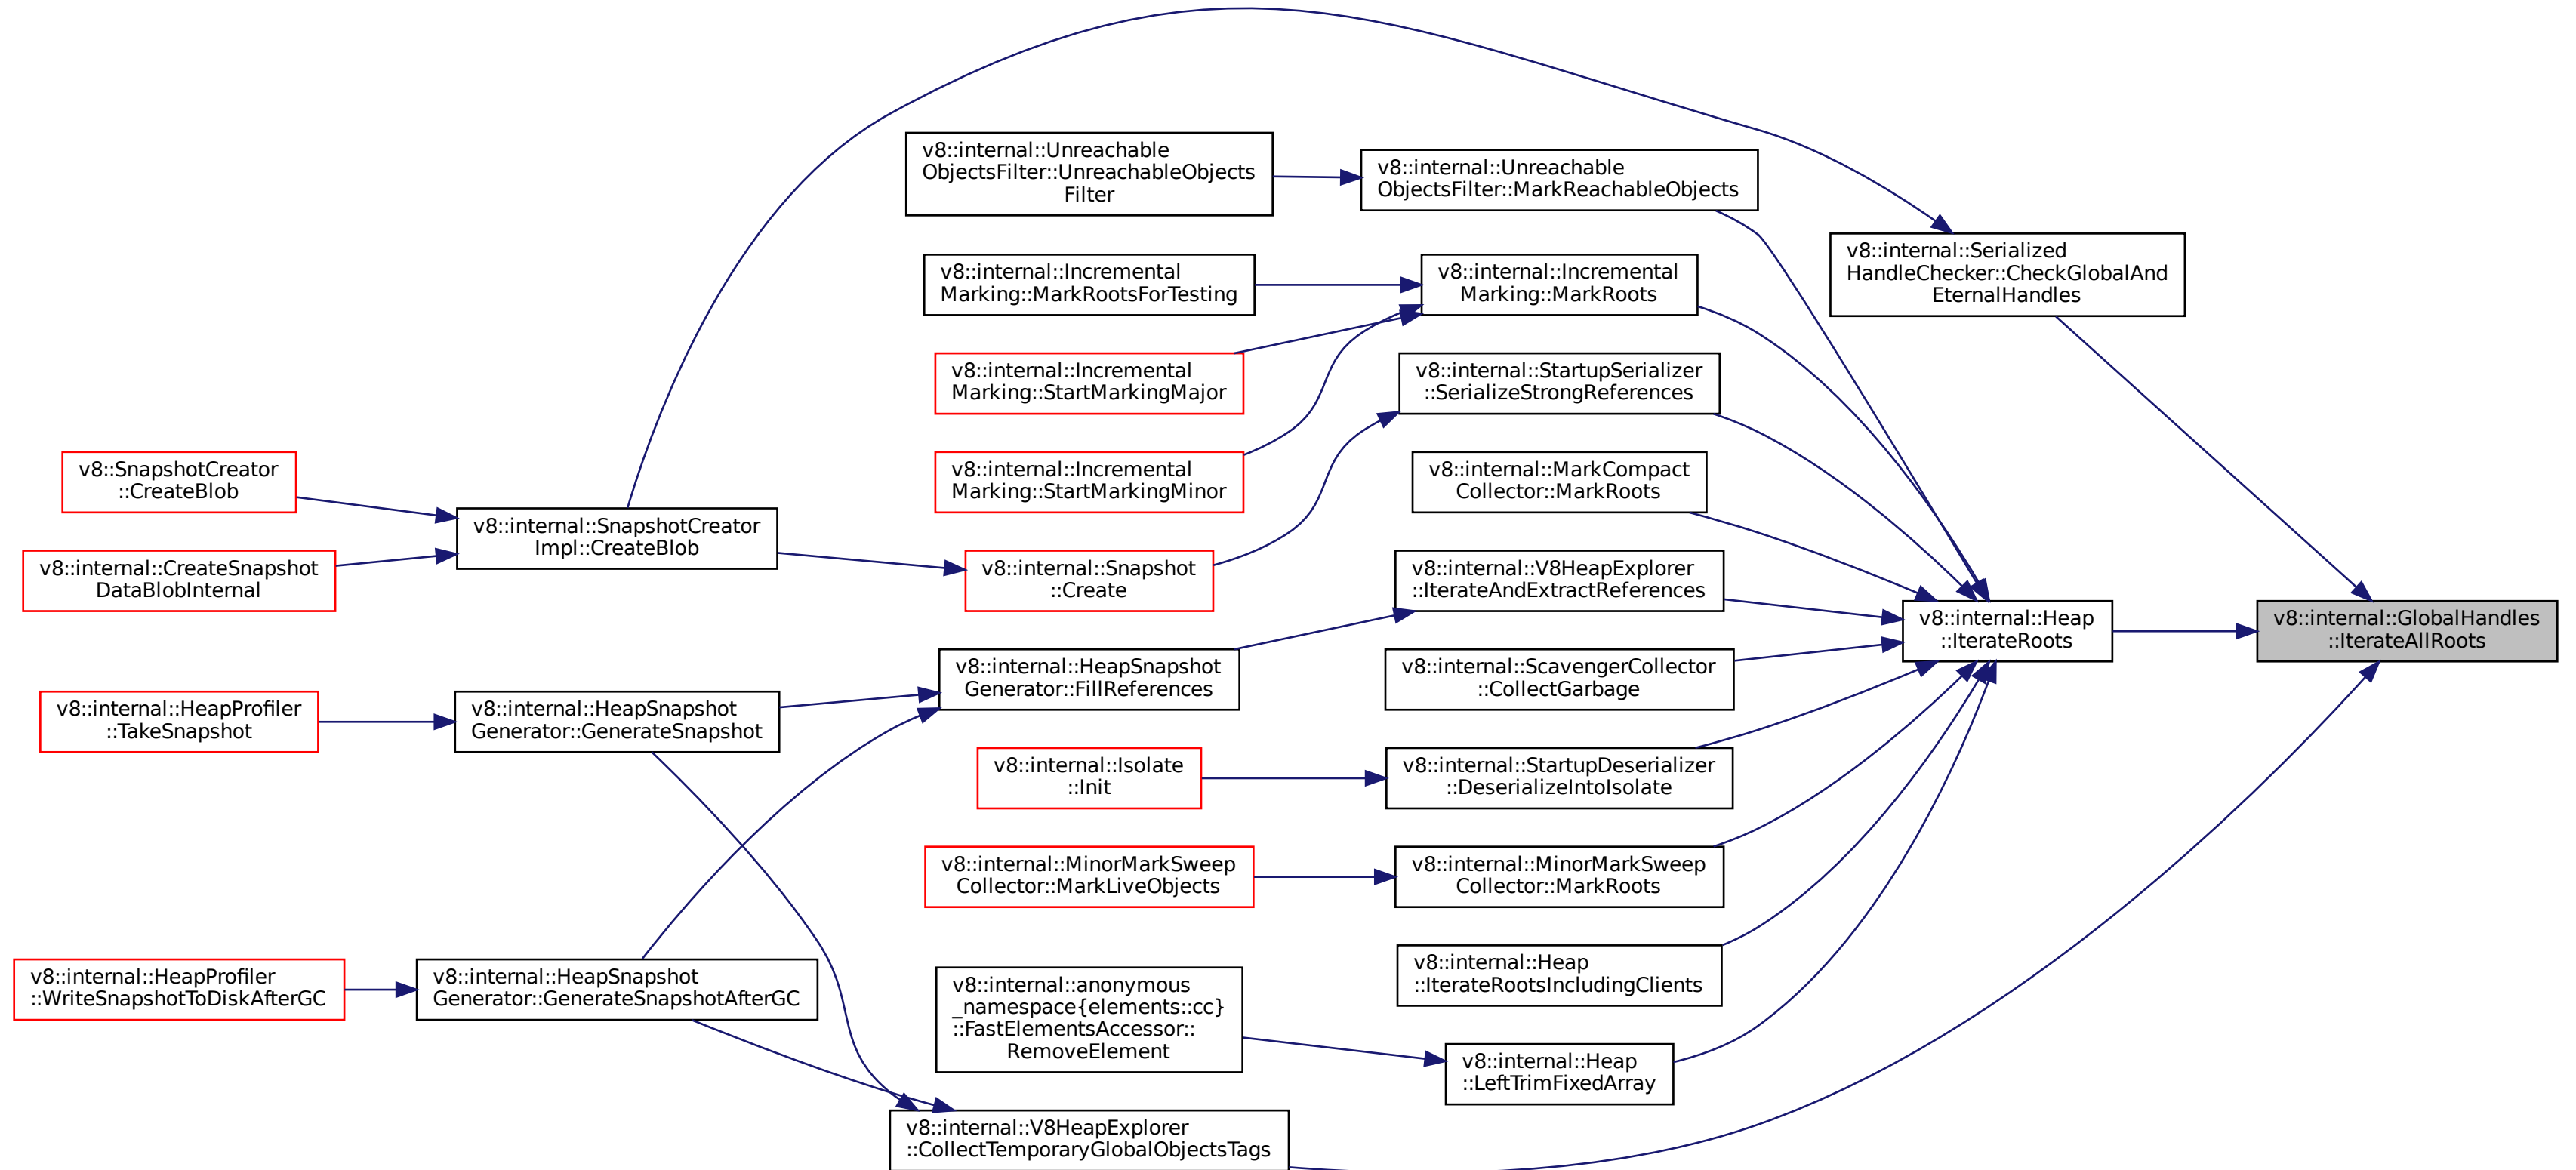 v8::internal::Unreachable
ObjectsFilter::UnreachableObjects
Filter
v8::internal::Unreachable
ObjectsFilter::MarkReachableObjects
v8::internal::Serialized
HandleChecker::CheckGlobalAnd
EternalHandles
v8::internal::Incremental
Marking::MarkRootsForTesting
v8::internal::Incremental
Marking::MarkRoots
v8::internal::Incremental
Marking::StartMarkingMajor
v8::internal::StartupSerializer
::SerializeStrongReferences
v8::SnapshotCreator
::CreateBlob
v8::internal::Incremental
Marking::StartMarkingMinor
v8::internal::MarkCompact
Collector::MarkRoots
v8::internal::SnapshotCreator
Impl::CreateBlob
v8::internal::CreateSnapshot
DataBlobInternal
v8::internal::Snapshot
::Create
v8::internal::V8HeapExplorer
::IterateAndExtractReferences
v8::internal::Heap
::IterateRoots
v8::internal::GlobalHandles
::IterateAllRoots
v8::internal::HeapSnapshot
Generator::FillReferences
v8::internal::ScavengerCollector
::CollectGarbage
v8::internal::HeapProfiler
::TakeSnapshot
v8::internal::HeapSnapshot
Generator::GenerateSnapshot
v8::internal::Isolate
::Init
v8::internal::StartupDeserializer
::DeserializeIntoIsolate
v8::internal::MinorMarkSweep
Collector::MarkLiveObjects
v8::internal::MinorMarkSweep
Collector::MarkRoots
v8::internal::HeapProfiler
::WriteSnapshotToDiskAfterGC
v8::internal::HeapSnapshot
Generator::GenerateSnapshotAfterGC
v8::internal::Heap
::IterateRootsIncludingClients
v8::internal::anonymous
_namespace{elements::cc}
::FastElementsAccessor::
RemoveElement
v8::internal::Heap
::LeftTrimFixedArray
v8::internal::V8HeapExplorer
::CollectTemporaryGlobalObjectsTags